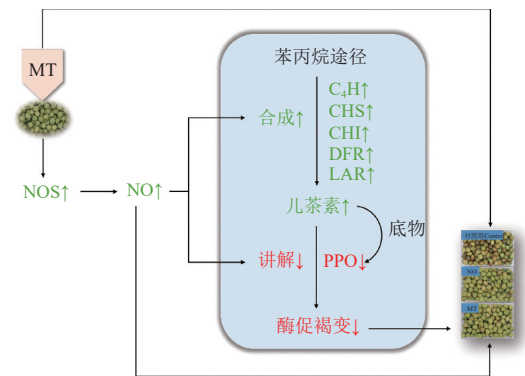 MT
苯丙烷途径
C₄H↑
CHS↑
CHI↑
DFR↑
LAR↑
合成↑
NOS↑
NO↑
儿茶素↑
底物
讲解↓
PPO↓
酶促褐变↓
对照组Control
NO
MT